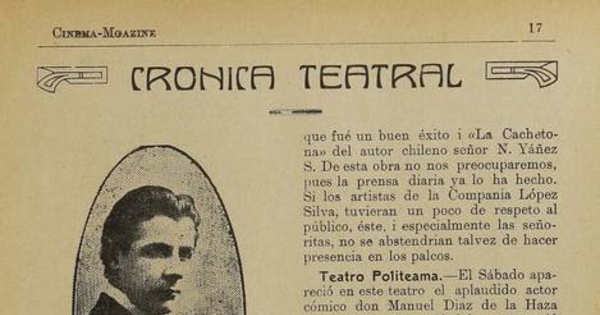 CINEMA-MGAZINE 17
CRONICA TEATRAL
que fué un buen éxito i «La Cacheto-
na» del autor chileno señor N. Yáñez
S. De esta obra no nos preocuparemos,
pues la prensa diaria ya lo ha hecho.
Si los artistas de la Compania López
Silva, tuvieran un poco de respeto al
público, éste, i especialmente las seño-
ritas, no se abstendrian talvez de hacer
presencia en los palcos.
Teatro Politeama.—El Sábado apa-
reció en este teatro el aplaudido actor
cómico don Manuel Diaz de la Haza